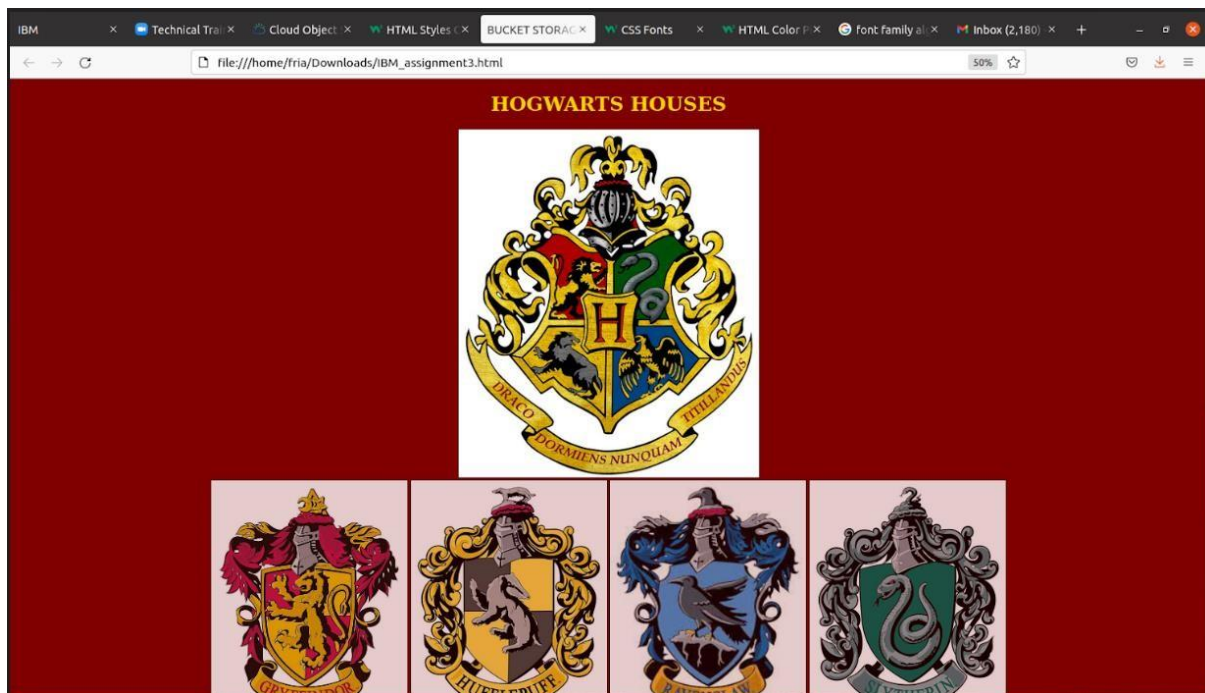 IBM Technical Trai Cloud Object HTML Styles C BUCKET STORAG CSS Fonts HTML Color P font family al Inbox (2,180)
file:///home/fria/Downloads/IBM_assignment3.html 50%
HOGWARTS HOUSES
H
DRACO DORMIENS NUNQUAM TITILLANDUS
GRYFFINDOR HUFFLEPUFF RAVENCLAW SLYTHERIN